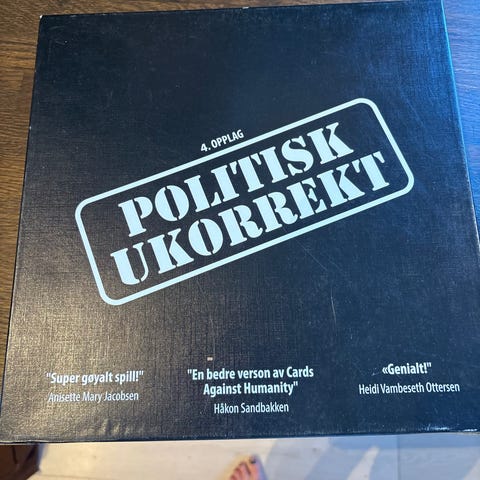 4. OPPLAG
POLITISK
UKORREKT
"Super gøyalt spill!"
Anisette Mary Jacobsen
"En bedre verson av Cards
Against Humanity"
Håkon Sandbakken
«Genialt!"
Heidi Vambeseth Ottersen